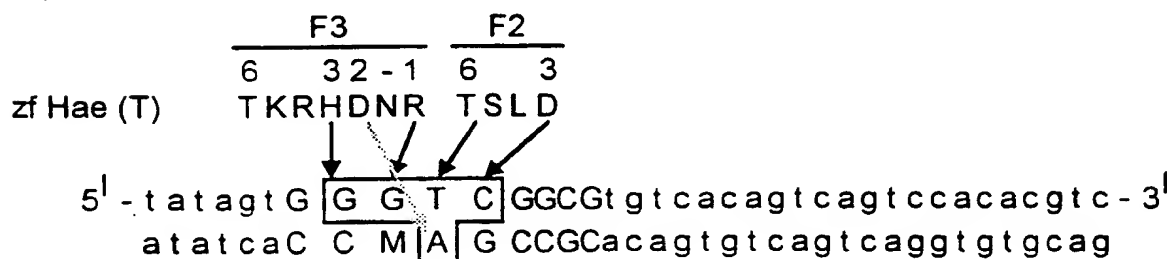 F3 F2
6 3 2 - 1 6 3
zf Hae (T) T K R H D N R T S L D
5' - t a t a g t G G G T C G G C G t g t c a c a g t c a g t c c a c a c g t c - 3'
a t a t c a C C M A G C C G C a c a g t g t c a g t c a g g t g t g c a g